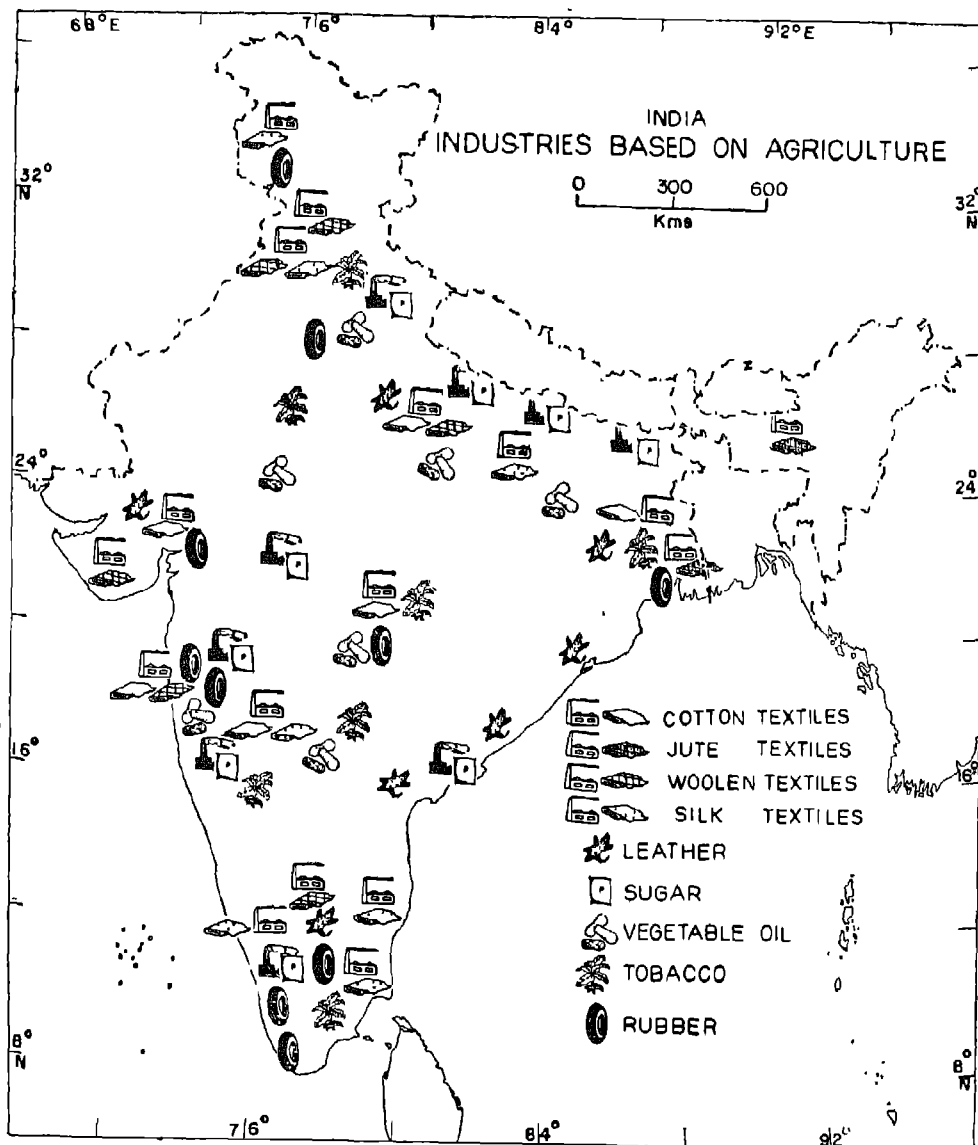 68°E 76° 84° 92°E
INDIA
INDUSTRIES BASED ON AGRICULTURE
0 300 600
Kms
32°
N
32°
N
24°
24°
16°
16°
COTTON TEXTILES
JUTE TEXTILES
WOOLEN TEXTILES
SILK TEXTILES
LEATHER
SUGAR
VEGETABLE OIL
TOBACCO
RUBBER
8°
N
8°
N
76° 84° 92°